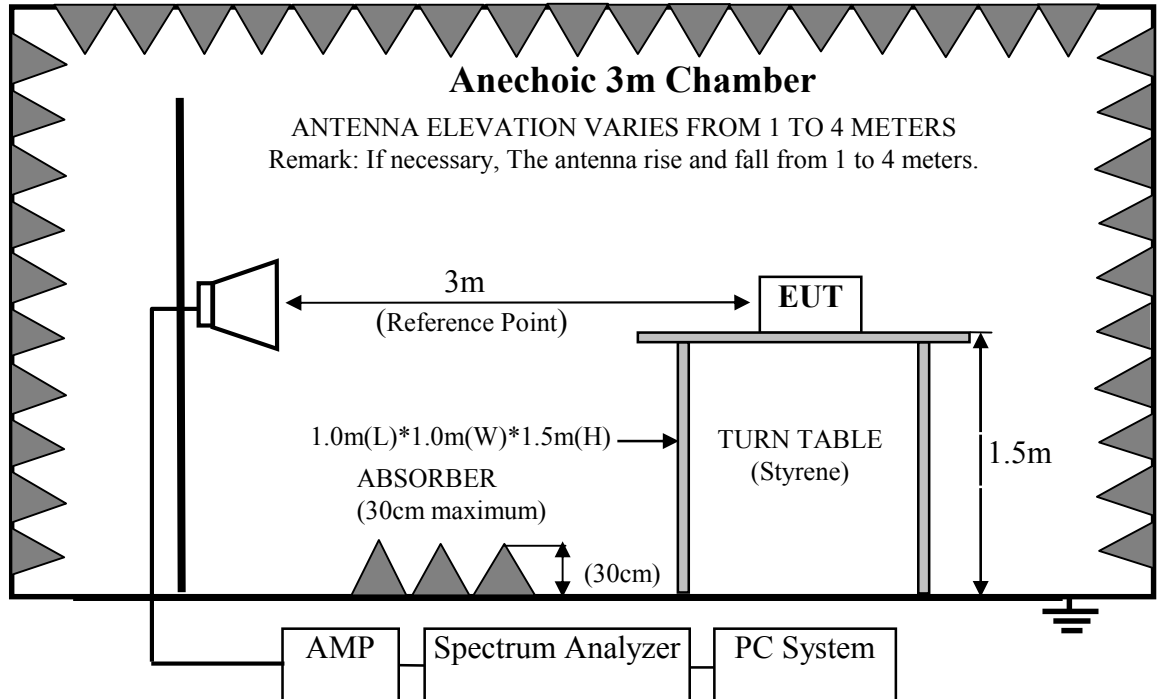 Anechoic 3m Chamber
ANTENNA ELEVATION VARIES FROM 1 TO 4 METERS
Remark: If necessary, The antenna rise and fall from 1 to 4 meters.
3m
(Reference Point)
EUT
1.0m(L)*1.0m(W)*1.5m(H)
TURN TABLE
(Styrene)
1.5m
ABSORBER
(30cm maximum)
(30cm)
AMP
Spectrum Analyzer
PC System